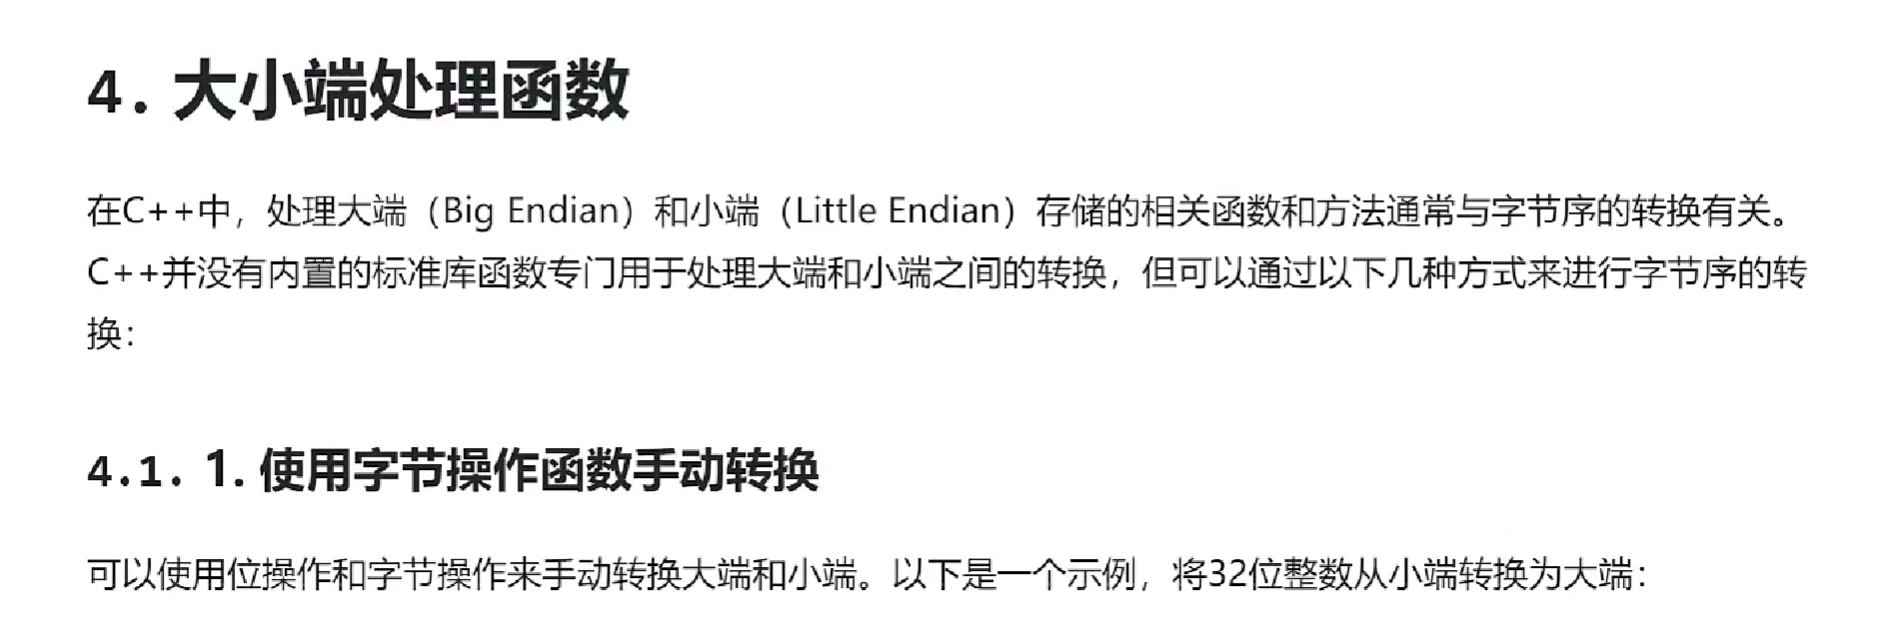 4. 大小端处理函数
在C++中，处理大端（Big Endian）和小端（Little Endian）存储的相关函数和方法通常与字节序的转换有关。
C++并没有内置的标准库函数专门用于处理大端和小端之间的转换，但可以通过以下几种方式来进行字节序的转
换：
4.1. 1. 使用字节操作函数手动转换
可以使用位操作和字节操作来手动转换大端和小端。以下是一个示例，将32位整数从小端转换为大端：